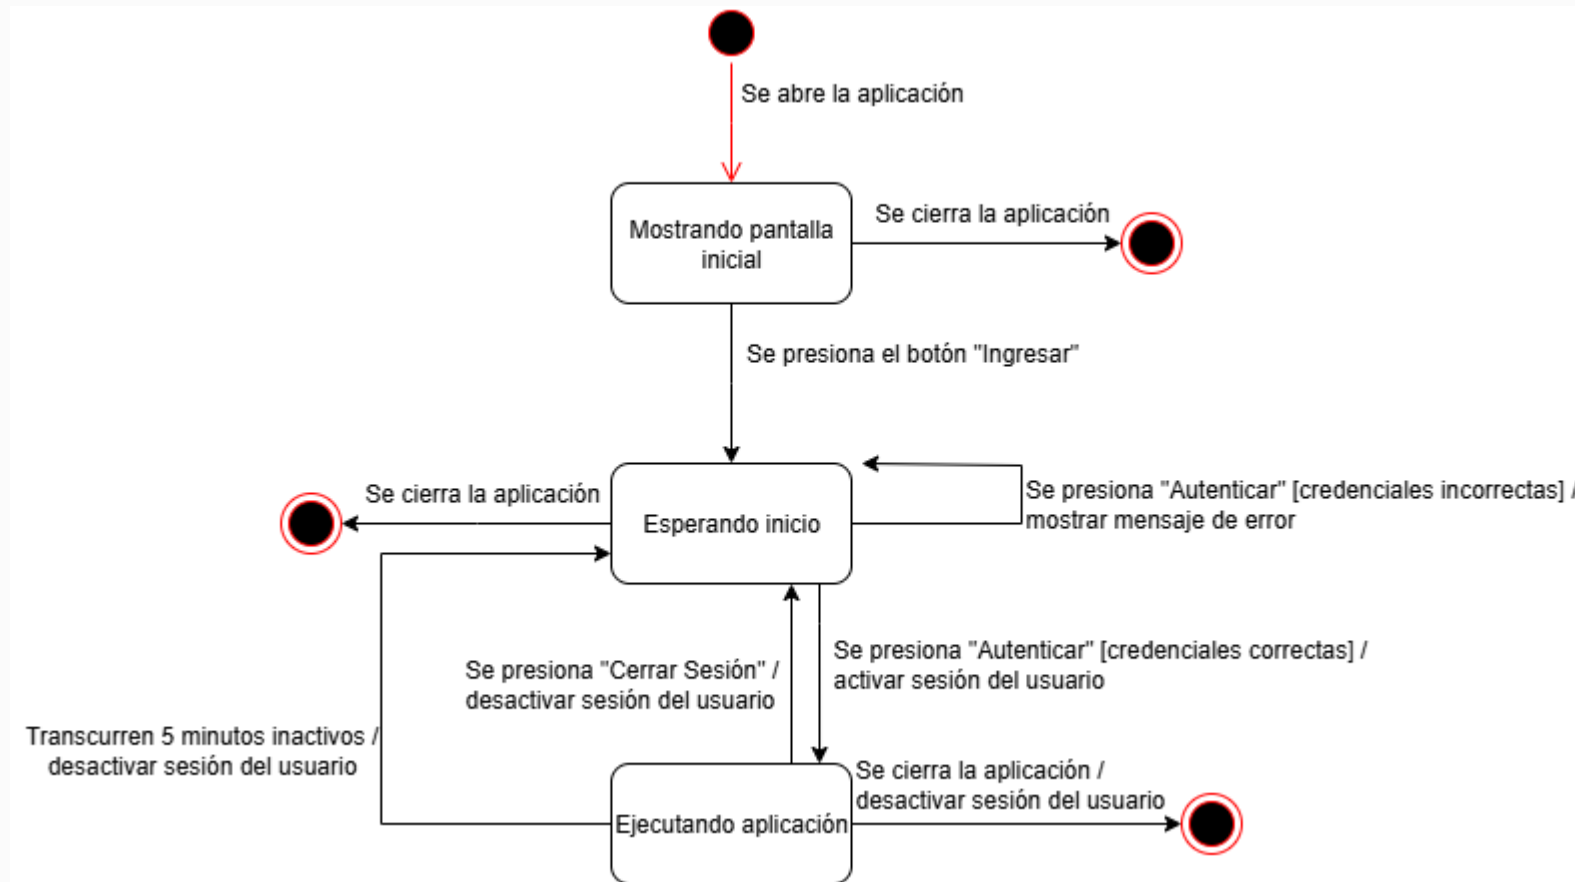 Se abre la aplicación
Se cierra la aplicación
Mostrando pantalla
inicial
Se presiona el botón "Ingresar"
Se cierra la aplicación
Esperando inicio
Se presiona "Autenticar" [credenciales incorrectas] /
mostrar mensaje de error
Se presiona "Autenticar" [credenciales correctas] /
activar sesión del usuario
Se presiona "Cerrar Sesión" /
desactivar sesión del usuario
Transcurren 5 minutos inactivos /
desactivar sesión del usuario
Se cierra la aplicación /
desactivar sesión del usuario
Ejecutando aplicación